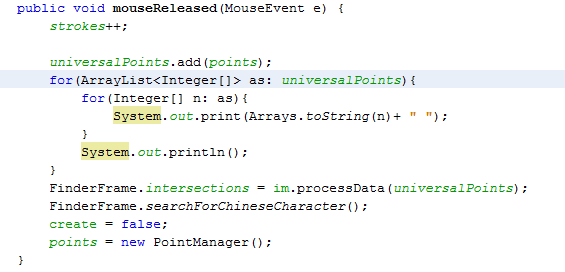 public void mouseReleased(MouseEvent e) {
strokes++;
universalPoints.add(points);
for(ArrayList<Integer[]> as: universalPoints){
for(Integer[] n: as){
System.out.print(Arrays.toString(n)+ " ");
}
System.out.println();
}
FinderFrame.intersections = im.processData(universalPoints);
FinderFrame.searchForChineseCharacter();
create = false;
points = new PointManager();
}